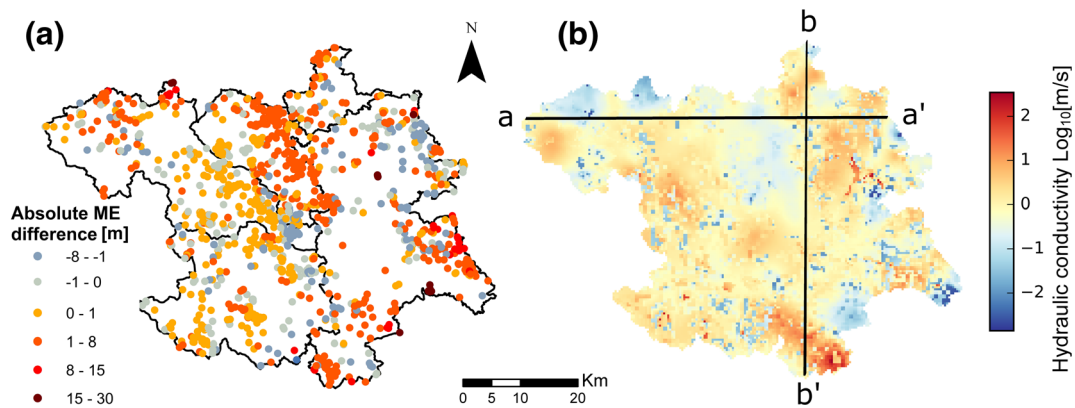 (a)
N
(b)
b
a
a'
b'
Absolute ME
difference [m]
-8 - -1
-1 - 0
0 - 1
1 - 8
8 - 15
15 - 30
Km
0 5 10 20
2
1
0
−1
−2
Hydraulic conductivity Log10[m/s]